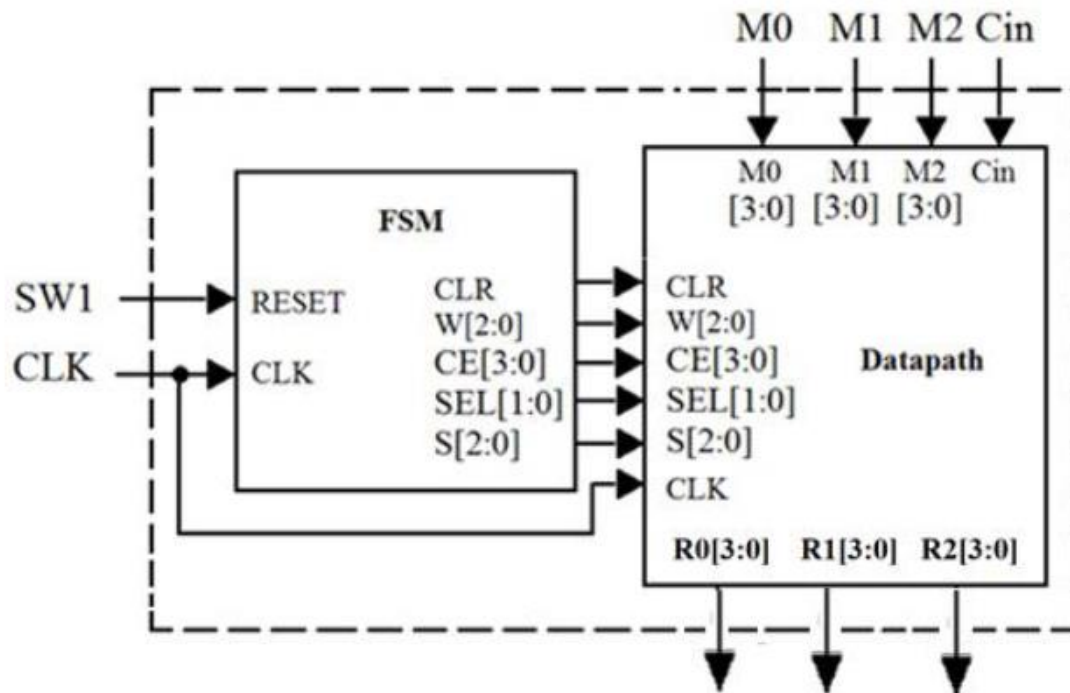 M0 M1 M2 Cin
M0 M1 M2 Cin
[3:0] [3:0] [3:0]
FSM
SW1
RESET
CLK
CLK
CLR
W[2:0]
CE[3:0]
SEL[1:0]
S[2:0]
CLR
W[2:0]
CE[3:0]
SEL[1:0]
S[2:0]
CLK
Datapath
R0[3:0] R1[3:0] R2[3:0]